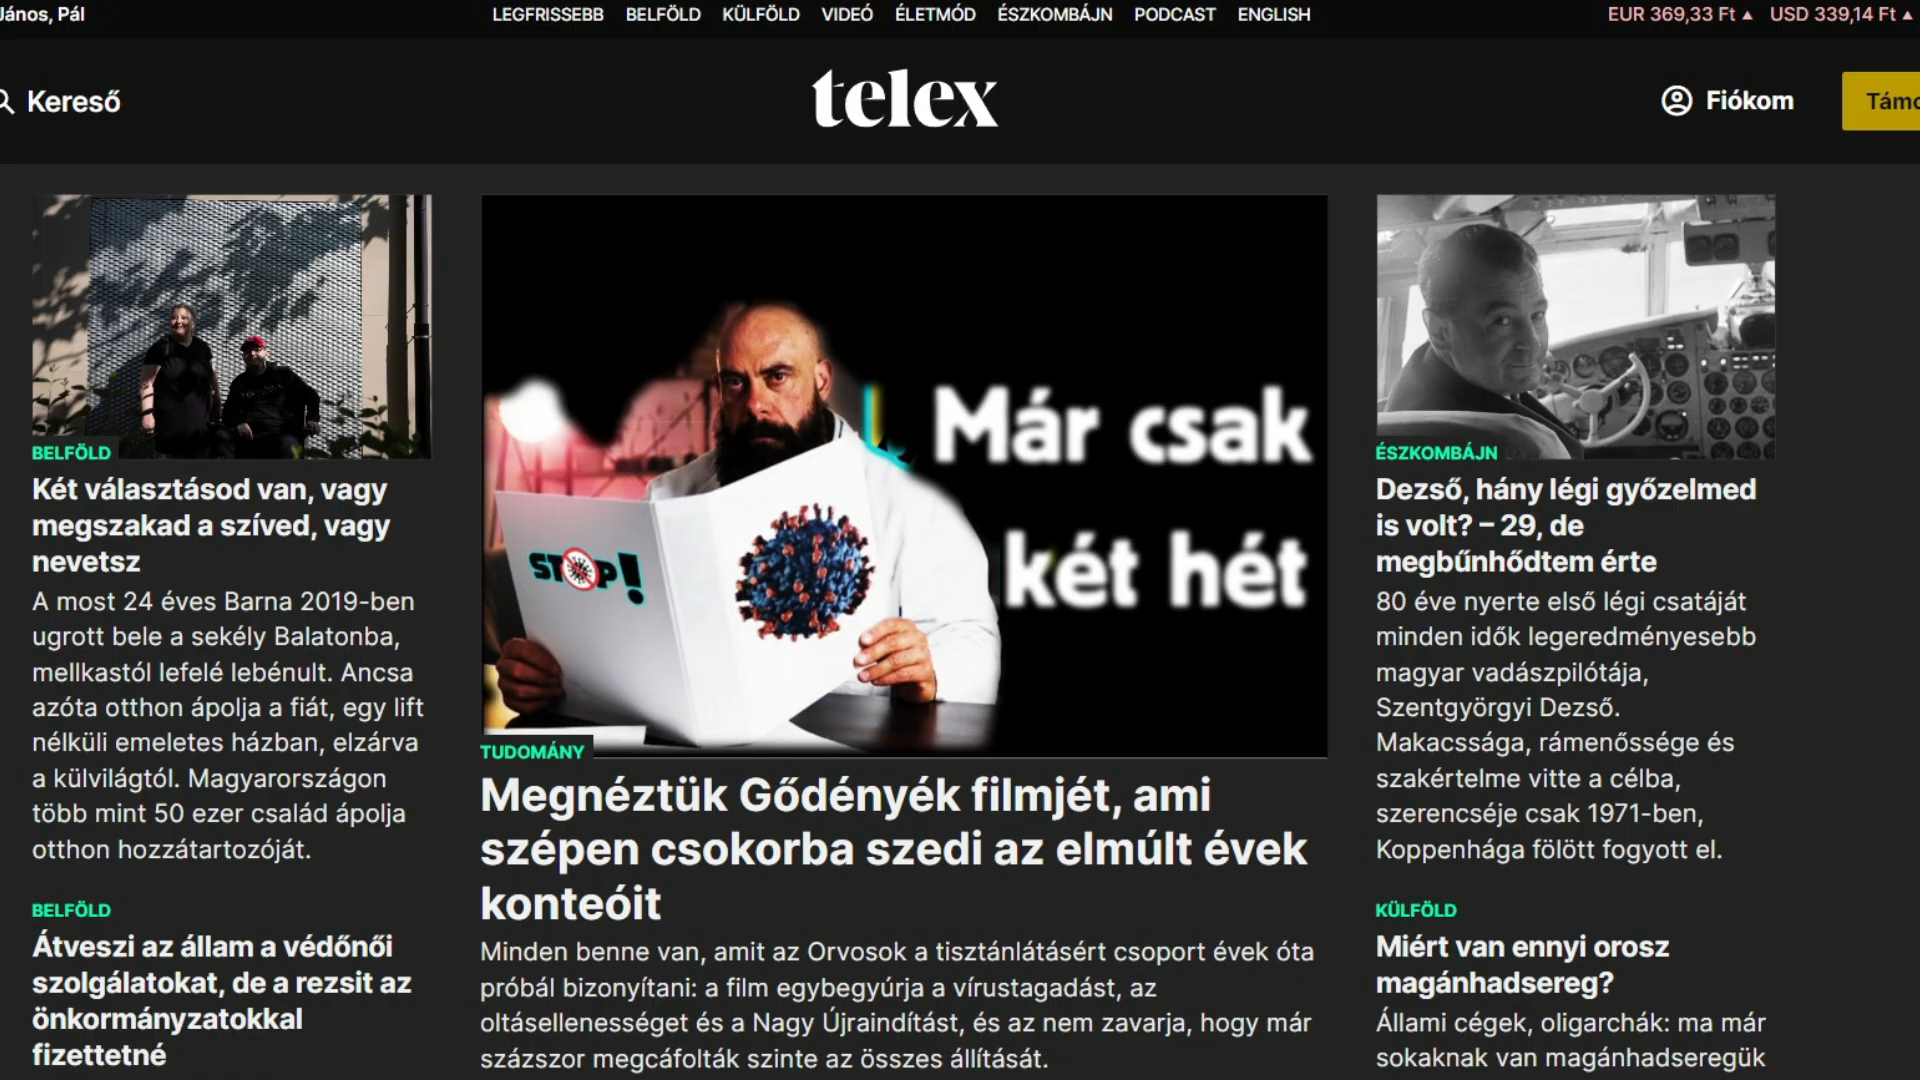 János, Pál
LEGFRISSEBB BELFÖLD KÜLFÖLD VIDEÓ ÉLETMÓD ÉSZKOMBÁJN PODCAST ENGLISH
EUR 369,33 Ft ▲ USD 339,14 Ft ▲
Kereső
telex
Fiókom
BELFÖLD
Két választásod van, vagy
megszakad a szíved, vagy
nevetsz
A most 24 éves Barna 2019-ben
ugrott bele a sekély Balatonba,
mellkastól lefelé lebénult. Ancsa
azóta otthon ápolja a fiát, egy lift
nélküli emeletes házban, elzárva
a külvilágtól. Magyarországon
több mint 50 ezer család ápolja
otthon hozzátartozóját.
BELFÖLD
Átveszi az állam a védőnői
szolgálatokat, de a rezsit az
önkormányzatokkal
fizettetné
Már csak
két hét
STOP!
TUDOMÁNY
Megnéztük Gődényék filmjét, ami
szépen csokorba szedi az elmúlt évek
konteóit
Minden benne van, amit az Orvosok a tisztánlátásért csoport évek óta
próbál bizonyítani: a film egybegyúrja a vírustagadást, az
oltásellenességet és a Nagy Újraindítást, és az nem zavarja, hogy már
százszor megcáfolták szinte az összes állítását.
ÉSZKOMBÁJN
Dezső, hány légi győzelmed
is volt? – 29, de
megbűnhődtem érte
80 éve nyerte első légi csatáját
minden idők legeredményesebb
magyar vadászpilótája,
Szentgyörgyi Dezső.
Makacssága, rámenőssége és
szakértelme vitte a célba,
szerencséje csak 1971-ben,
Koppenhága fölött fogyott el.
KÜLFÖLD
Miért van ennyi orosz
magánhadsereg?
Állami cégek, oligarchák: ma már
sokaknak van magánhadseregük